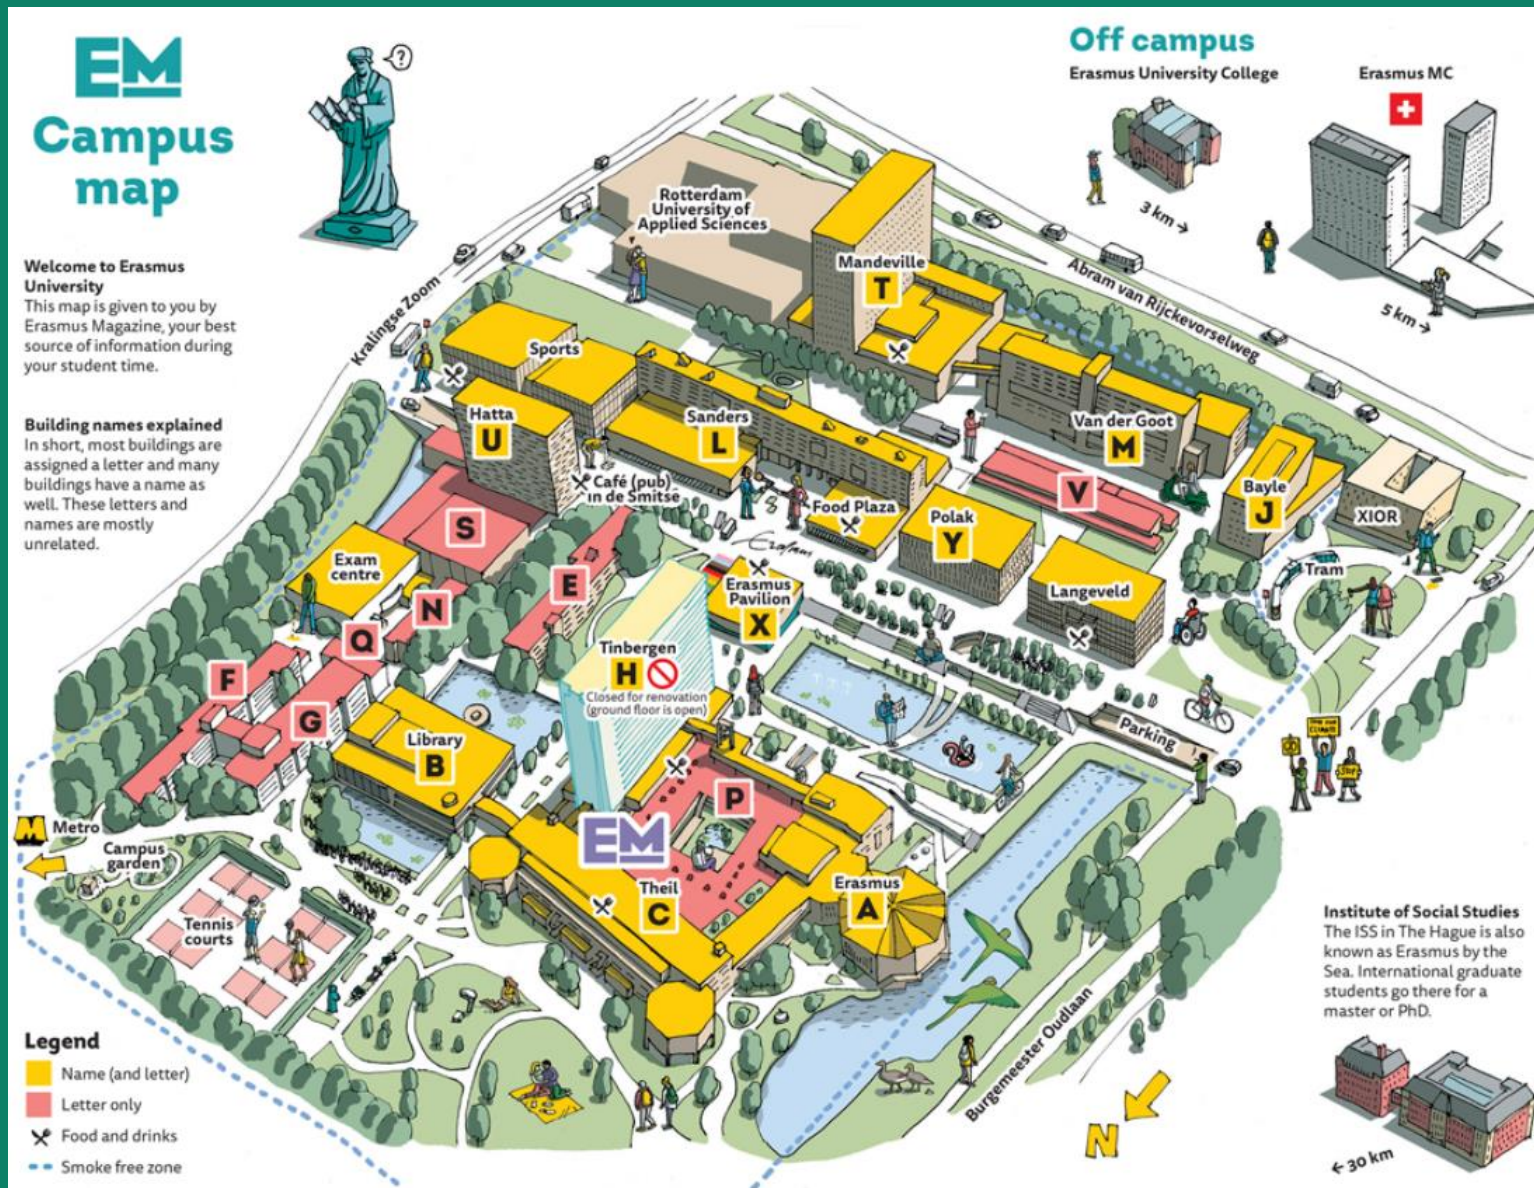 EM
Campus
map
?
Welcome to Erasmus
University
This map is given to you by
Erasmus Magazine, your best
source of information during
your student time.
Building names explained
In short, most buildings are
assigned a letter and many
buildings have a name as
well. These letters and
names are mostly
unrelated.
Off campus
Erasmus University College
3 km →
Erasmus MC
5 km →
Kralingse Zoom
Abram van Rijckevorselweg
Rotterdam
University of
Applied Sciences
Mandeville
T
Sports
Hatta
U
Sanders
L
Van der Goot
M
V
Bayle
J
XIOR
Café (pub)
in de Smitse
Food Plaza
Polak
Y
S
Exam
centre
E
Erasmus
Erasmus
Pavilion
X
Langeveld
Tram
N
Q
F
G
Tinbergen
H
Closed for renovation
(ground floor is open)
Library
B
Parking
CLIMATE
STOP
P
M Metro
Campus
garden
EM
Theil
C
Erasmus
A
Tennis
courts
Burgemeester Oudlaan
N
Institute of Social Studies
The ISS in The Hague is also
known as Erasmus by the
Sea. International graduate
students go there for a
master or PhD.
← 30 km
Legend
Name (and letter)
Letter only
Food and drinks
Smoke free zone